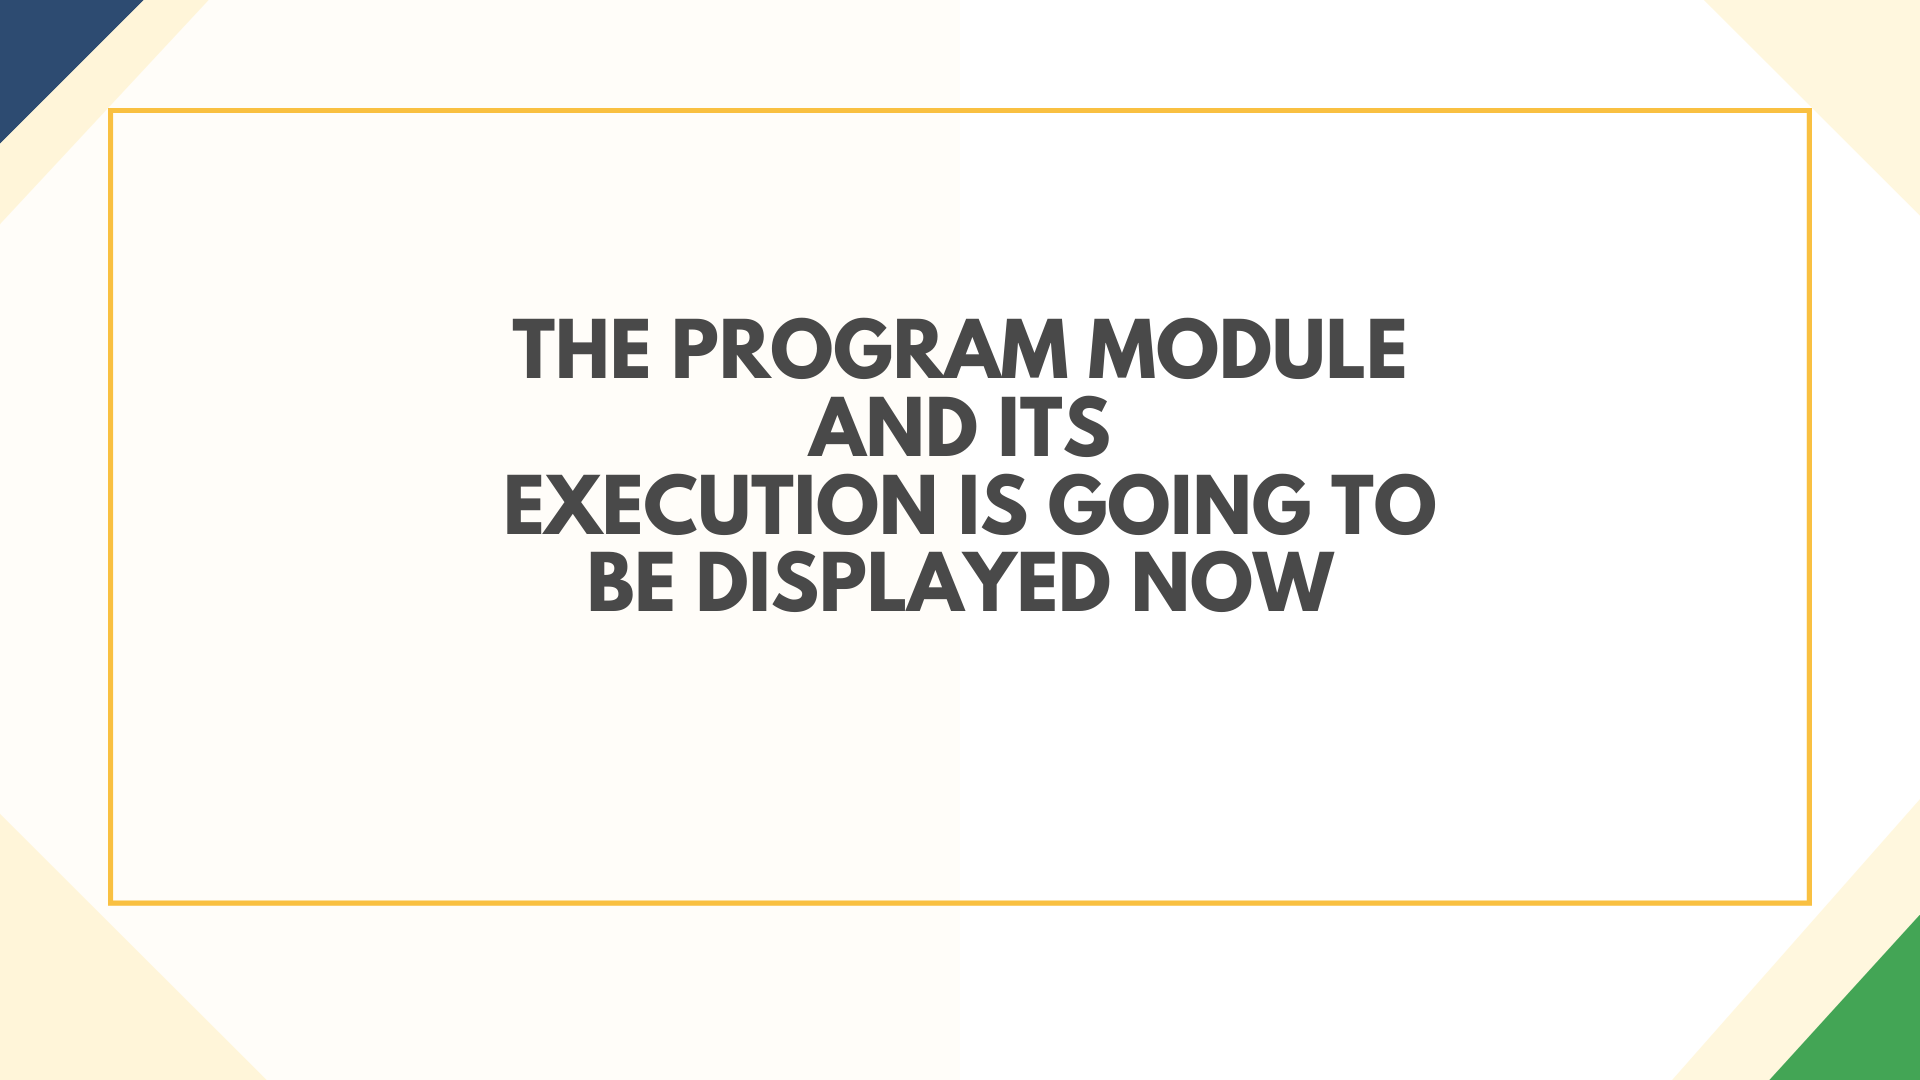 THE PROGRAM MODULE
AND ITS
EXECUTION IS GOING TO
BE DISPLAYED NOW